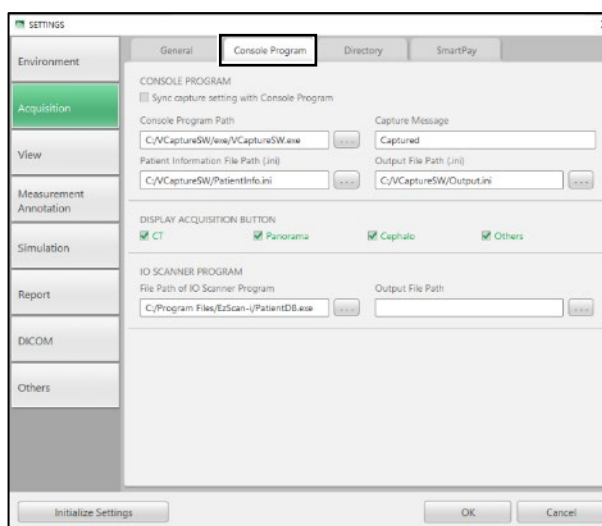 SETTINGS
Environment
Acquisition
View
Measurement
Annotation
Simulation
Report
DICOM
Others
General
Console Program
Directory
SmartPay
CONSOLE PROGRAM
Sync capture setting with Console Program
Console Program Path
Capture Message
C:/VCaptureSW/exe/VCaptureSW.exe
...
Captured
Patient Information File Path (.ini)
Output File Path (.ini)
C:/VCaptureSW/PatientInfo.ini
...
C:/VCaptureSW/Output.ini
...
DISPLAY ACQUISITION BUTTON
CT
Panorama
Cephalo
Others
IO SCANNER PROGRAM
File Path of IO Scanner Program
Output File Path
C:/Program Files/EzScan-i/PatientDB.exe
...
...
Initialize Settings
OK
Cancel